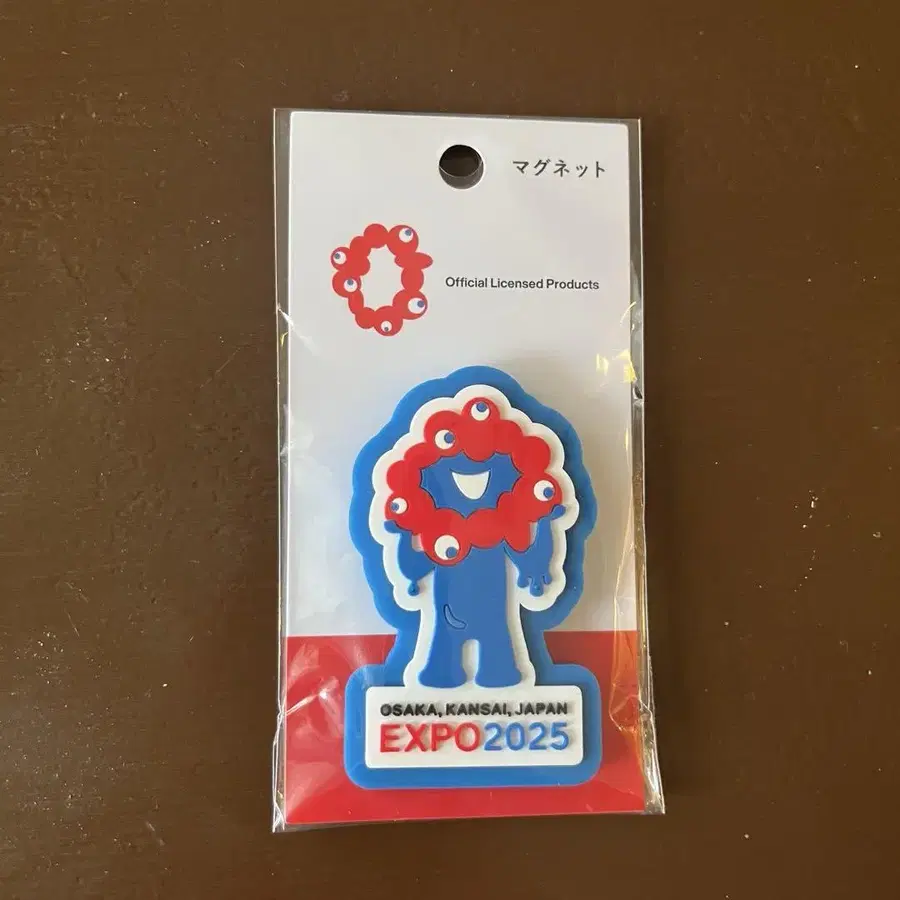 マグネット
Official Licensed Products
OSAKA, KANSAI, JAPAN
EXPO2025